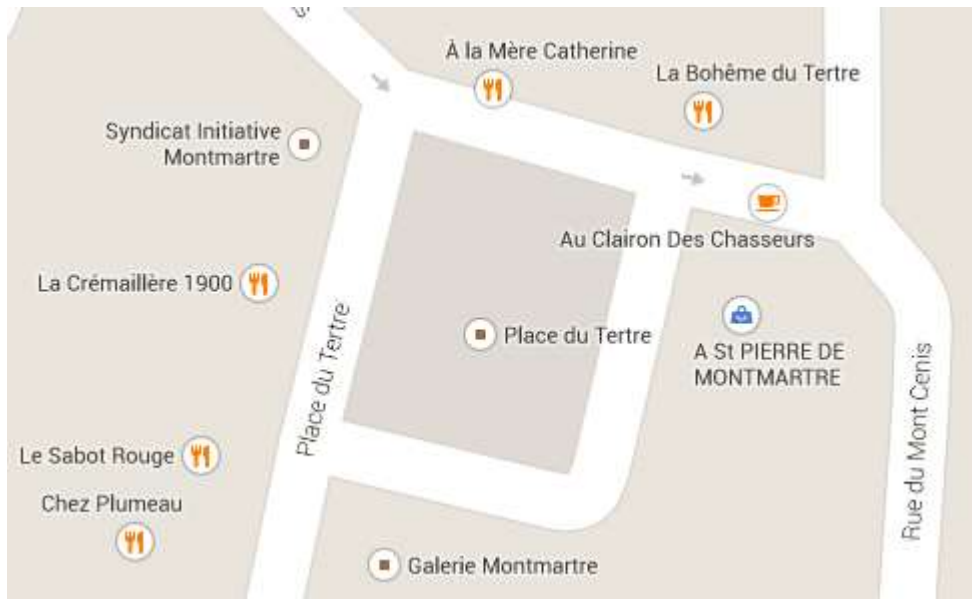 À la Mère Catherine
La Bohême du Tertre
Syndicat Initiative
Montmartre
Au Clairon Des Chasseurs
La Crémaillère 1900
Place du Tertre
Place du Tertre
A St PIERRE DE
MONTMARTRE
Rue du Mont Cenis
Le Sabot Rouge
Chez Plumeau
Galerie Montmartre